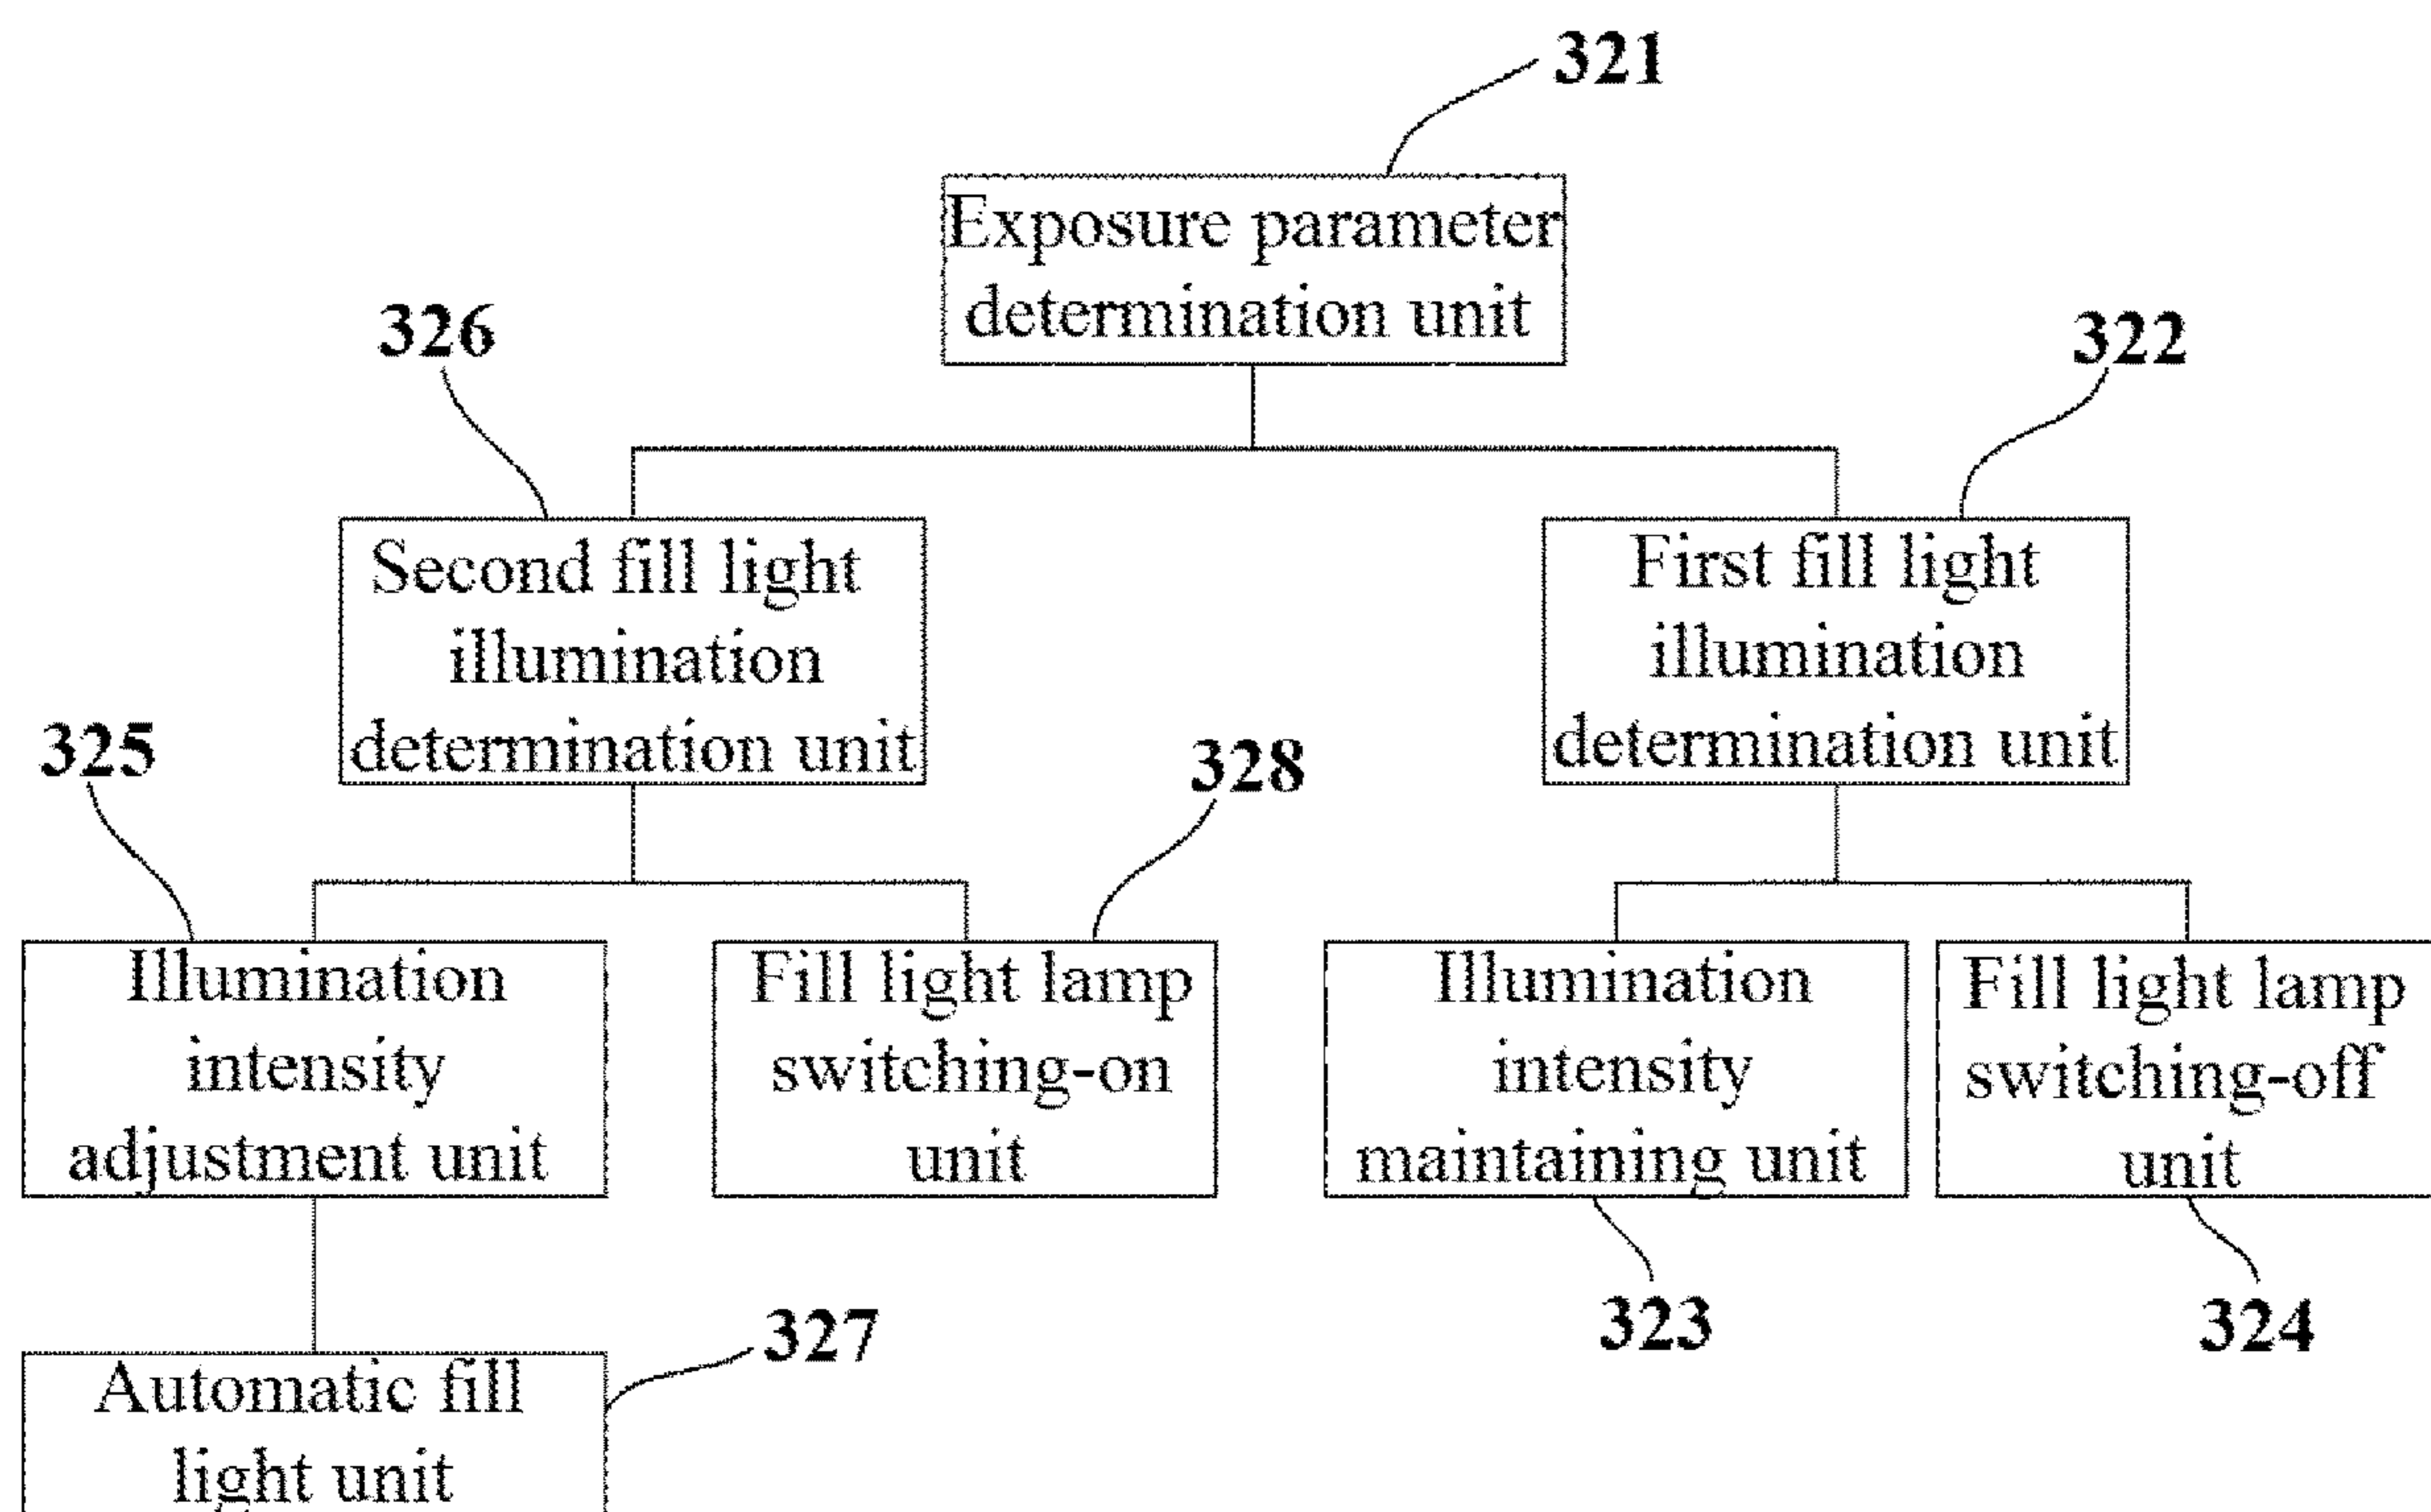 321
Exposure parameter
determination unit
326
322
Second fill light
illumination
determination unit
First fill light
illumination
determination unit
325
328
Illumination
intensity
adjustment unit
Fill light lamp
switching-on
unit
Illumination
intensity
maintaining unit
Fill light lamp
switching-off
unit
323
324
327
Automatic fill
light unit